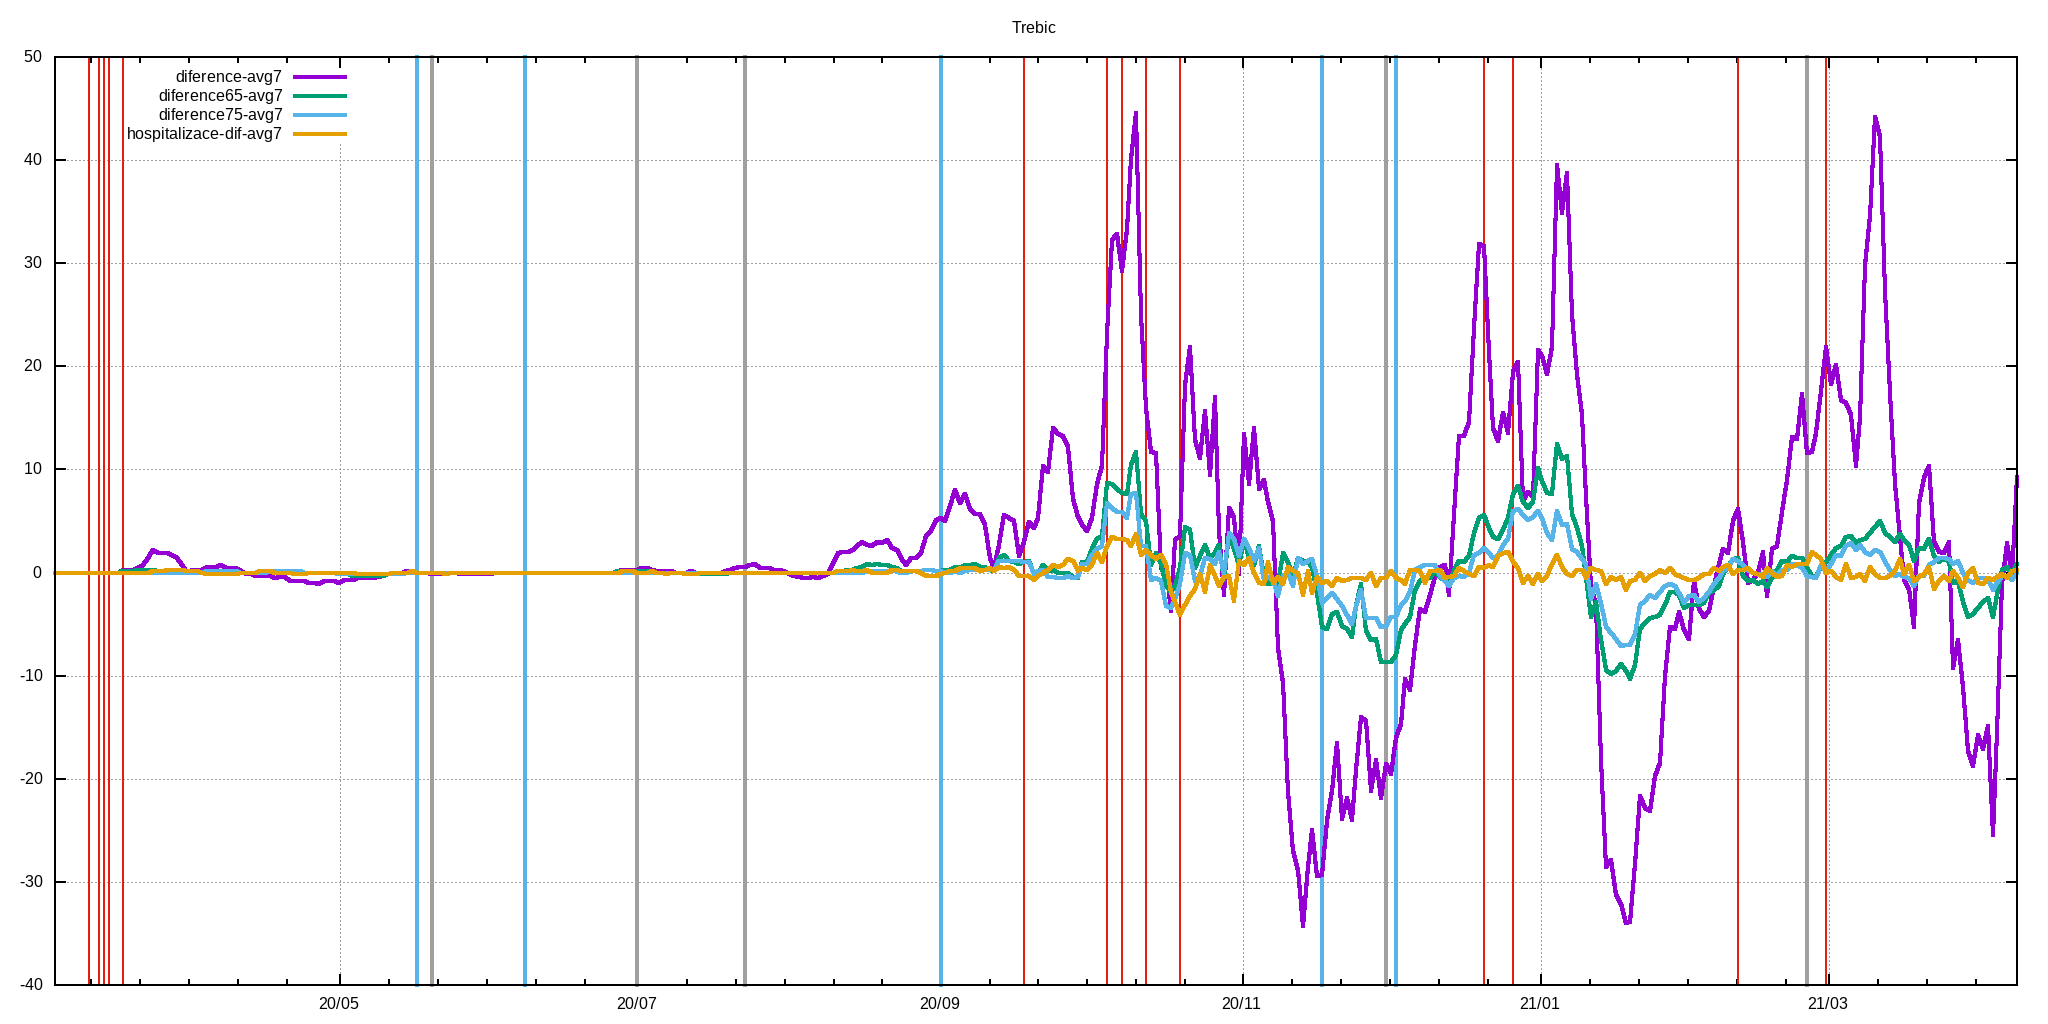 Trebic
50
diference-avg7
diference65-avg7
diference75-avg7
hospitalizace-dif-avg7
40
30
20
10
0
-10
-20
-30
-40
20/05 20/07 20/09 20/11 21/01 21/03